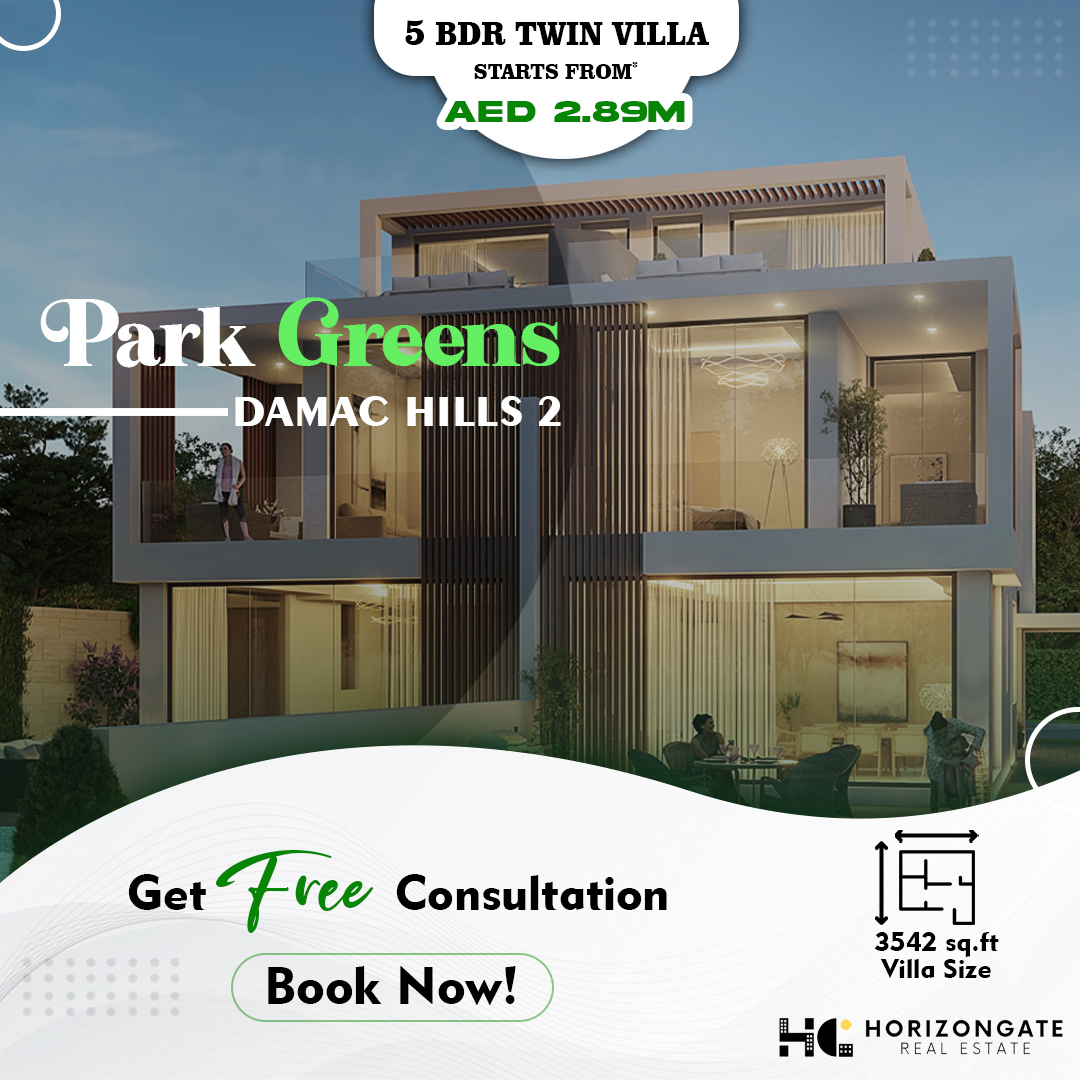 5 BDR TWIN VILLA
STARTS FROM*
AED 2.89M
Park Greens
DAMAC HILLS 2
Get Free Consultation
Book Now!
3542 sq.ft
Villa Size
HG HORIZONGATE
REAL ESTATE